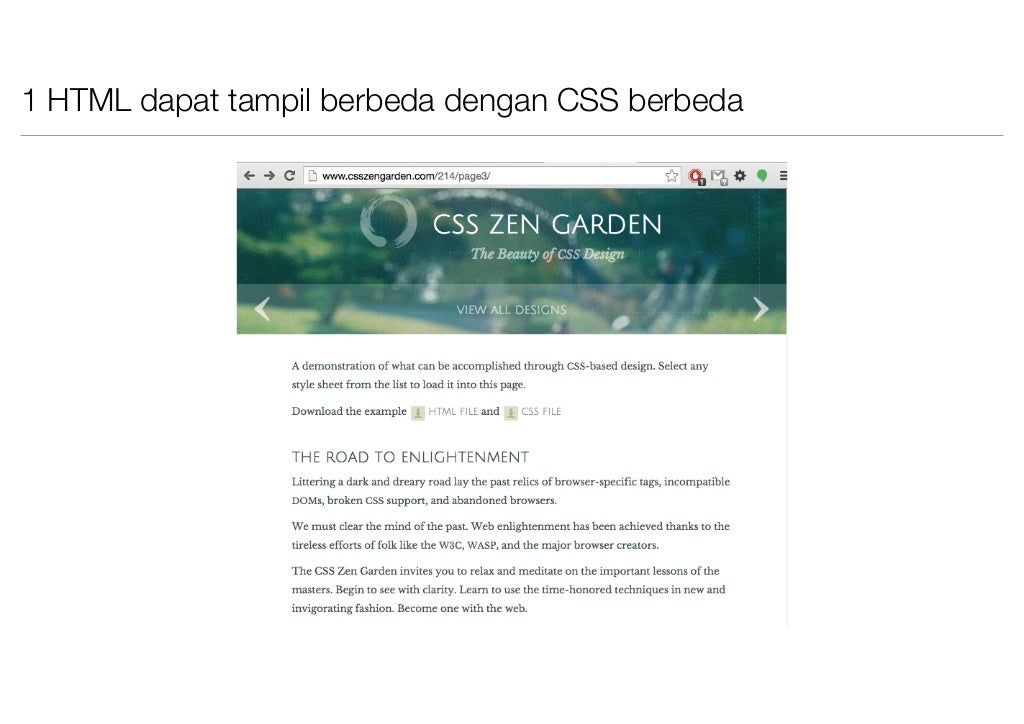 1 HTML dapat tampil berbeda dengan CSS berbeda
www.csszengarden.com/214/page3/
CSS ZEN GARDEN
The Beauty of CSS Design
VIEW ALL DESIGNS
A demonstration of what can be accomplished through CSS-based design. Select any
style sheet from the list to load it into this page.
Download the example HTML FILE and CSS FILE
THE ROAD TO ENLIGHTENMENT
Littering a dark and dreary road lay the past relics of browser-specific tags, incompatible
DOMs, broken CSS support, and abandoned browsers.
We must clear the mind of the past. Web enlightenment has been achieved thanks to the
tireless efforts of folk like the W3C, WASP, and the major browser creators.
The CSS Zen Garden invites you to relax and meditate on the important lessons of the
masters. Begin to see with clarity. Learn to use the time-honored techniques in new and
invigorating fashion. Become one with the web.